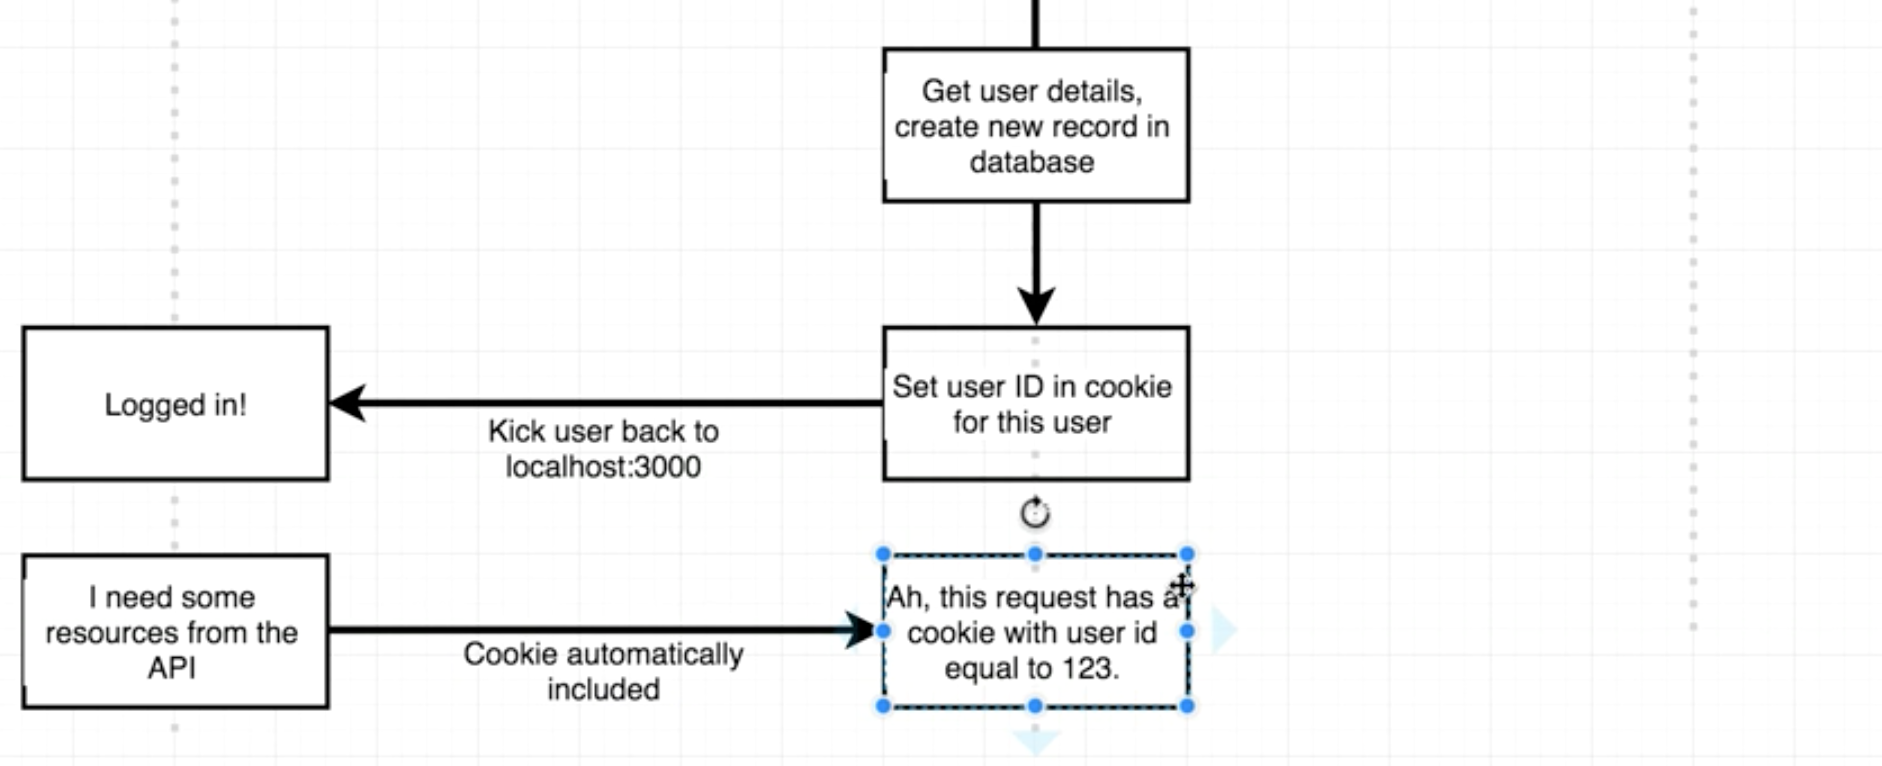 Get user details,
create new record in
database
Logged in!
Kick user back to
localhost:3000
Set user ID in cookie
for this user
I need some
resources from the
API
Cookie automatically
included
Ah, this request has a
cookie with user id
equal to 123.